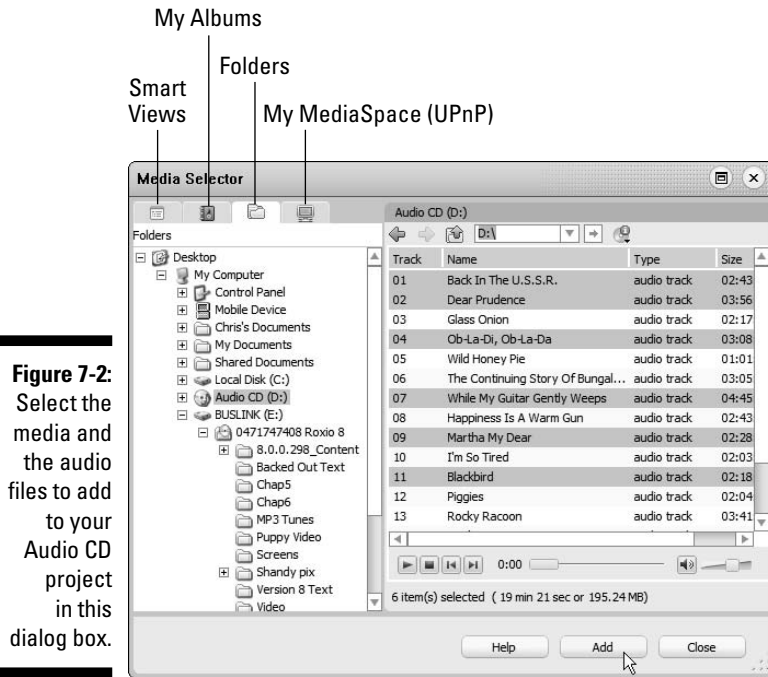 My Albums
Folders
Smart
Views
My MediaSpace (UPnP)
Media Selector
Folders
Desktop
My Computer
Control Panel
Mobile Device
Chris's Documents
My Documents
Shared Documents
Local Disk (C:)
Audio CD (D:)
BUSLINK (E:)
0471747408 Roxio 8
8.0.0.298_Content
Backed Out Text
Chap5
Chap6
MP3 Tunes
Puppy Video
Screens
Shandy pix
Version 8 Text
Video
Audio CD (D:)
D:\
Track Name Type Size
01 Back In The U.S.S.R. audio track 02:43
02 Dear Prudence audio track 03:56
03 Glass Onion audio track 02:17
04 Ob-La-Di, Ob-La-Da audio track 03:08
05 Wild Honey Pie audio track 01:01
06 The Continuing Story Of Bungal... audio track 03:05
07 While My Guitar Gently Weeps audio track 04:45
08 Happiness Is A Warm Gun audio track 02:43
09 Martha My Dear audio track 02:28
10 I'm So Tired audio track 02:03
11 Blackbird audio track 02:18
12 Piggies audio track 02:04
13 Rocky Racoon audio track 03:41
0:00
6 item(s) selected ( 19 min 21 sec or 195.24 MB)
Help Add Close
Figure 7-2:
Select the
media and
the audio
files to add
to your
Audio CD
project
in this
dialog box.